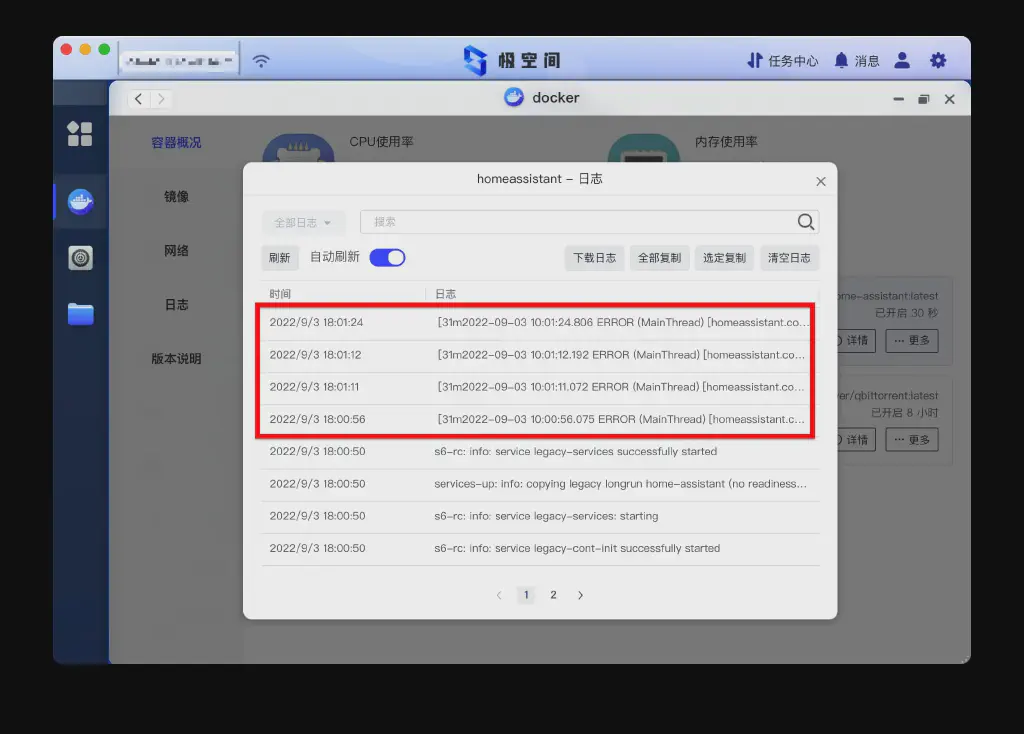 极空间
任务中心
消息
docker
容器概况
CPU使用率
内存使用率
镜像
网络
日志
版本说明
homeassistant - 日志
全部日志
搜索
刷新
自动刷新
下载日志
全部复制
选定复制
清空日志
时间
日志
2022/9/3 18:01:24
[31m2022-09-03 10:01:24.806 ERROR (MainThread) [homeassistant.co...
2022/9/3 18:01:12
[31m2022-09-03 10:01:12.192 ERROR (MainThread) [homeassistant.co...
2022/9/3 18:01:11
[31m2022-09-03 10:01:11.072 ERROR (MainThread) [homeassistant.co...
2022/9/3 18:00:56
[31m2022-09-03 10:00:56.075 ERROR (MainThread) [homeassistant.c...
2022/9/3 18:00:50
s6-rc: info: service legacy-services successfully started
2022/9/3 18:00:50
services-up: info: copying legacy longrun home-assistant (no readiness...
2022/9/3 18:00:50
s6-rc: info: service legacy-services: starting
2022/9/3 18:00:50
s6-rc: info: service legacy-cont-init successfully started
1
2
ome-assistant:latest
已开启 30 秒
详情
... 更多
er/qbittorrent:latest
已开启 8 小时
详情
... 更多